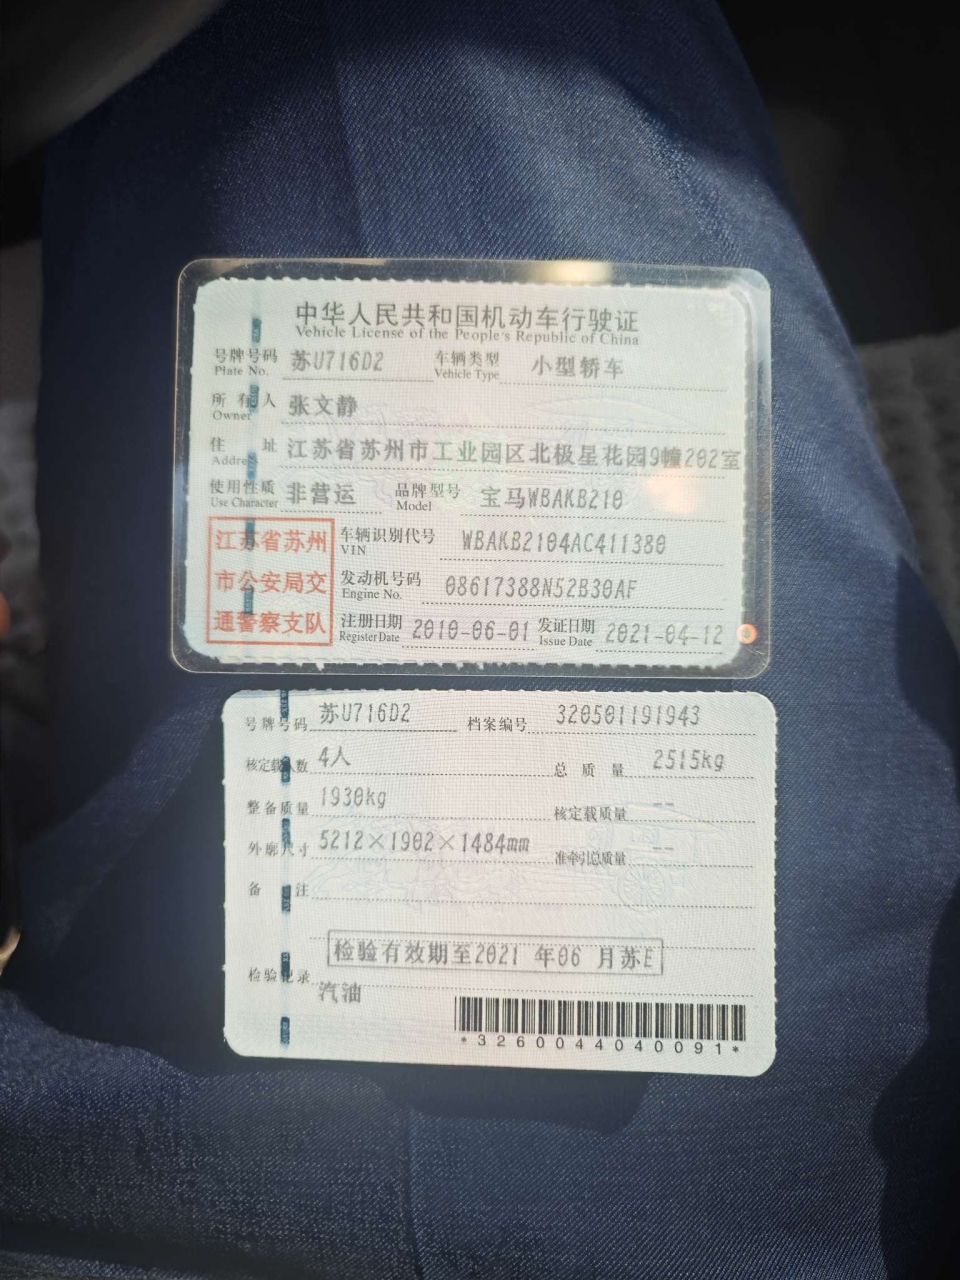 中华人民共和国机动车行驶证
Vehicle License of the People's Republic of China
号牌号码 苏U716D2 车辆类型 小型轿车
Plate No. Vehicle Type
所有人 张文静
Owner
住址 江苏省苏州市工业园区北极星花园9幢202室
Address
使用性质 非营运 品牌型号 宝马WBAKB210
Use Character Model
江苏省苏州
市公安局交
通警察支队
车辆识别代号 WBAKB2104AC411380
VIN
发动机号码 08617388N52B30AF
Engine No.
注册日期 2010-06-01 发证日期 2021-04-12
Register Date Issue Date
号牌号码 苏U716D2 档案编号 320501191943
核定载人数 4人 总质量 2515kg
整备质量 1930kg 核定载质量 --
外廓尺寸 5212×1902×1484mm 准牵引总质量 --
备注
检验有效期至2021 年06 月苏E
检验记录
汽油
*3260044040091*